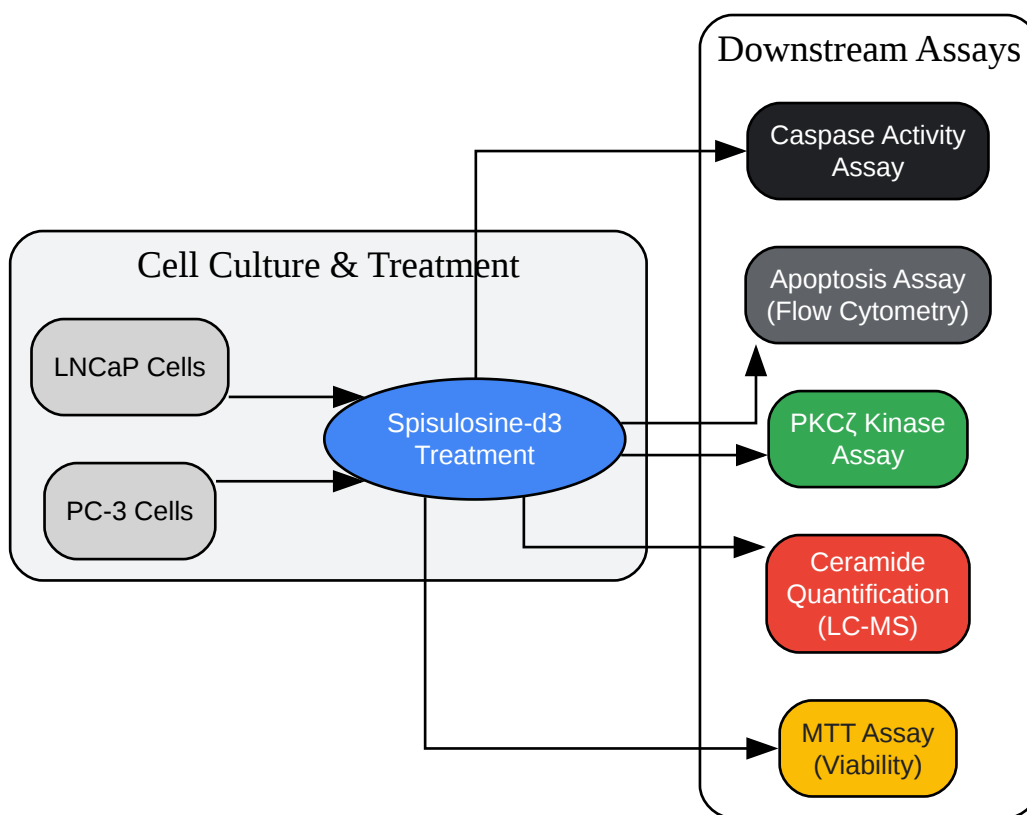 Downstream Assays
Caspase Activity
Assay
Cell Culture & Treatment
Apoptosis Assay
(Flow Cytometry)
LNCaP Cells
Spisulosine-d3
Treatment
PKCζ Kinase
Assay
PC-3 Cells
Ceramide
Quantification
(LC-MS)
MTT Assay
(Viability)